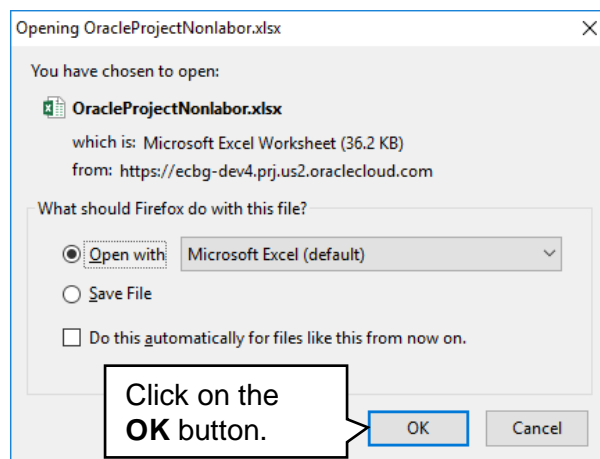 Opening OracleProjectNonlabor.xlsx
You have chosen to open:
OracleProjectNonlabor.xlsx
which is: Microsoft Excel Worksheet (36.2 KB)
from: https://ecbg-dev4.prj.us2.oraclecloud.com
What should Firefox do with this file?
Open with Microsoft Excel (default)
Save File
Do this automatically for files like this from now on.
Click on the
OK button.
OK Cancel